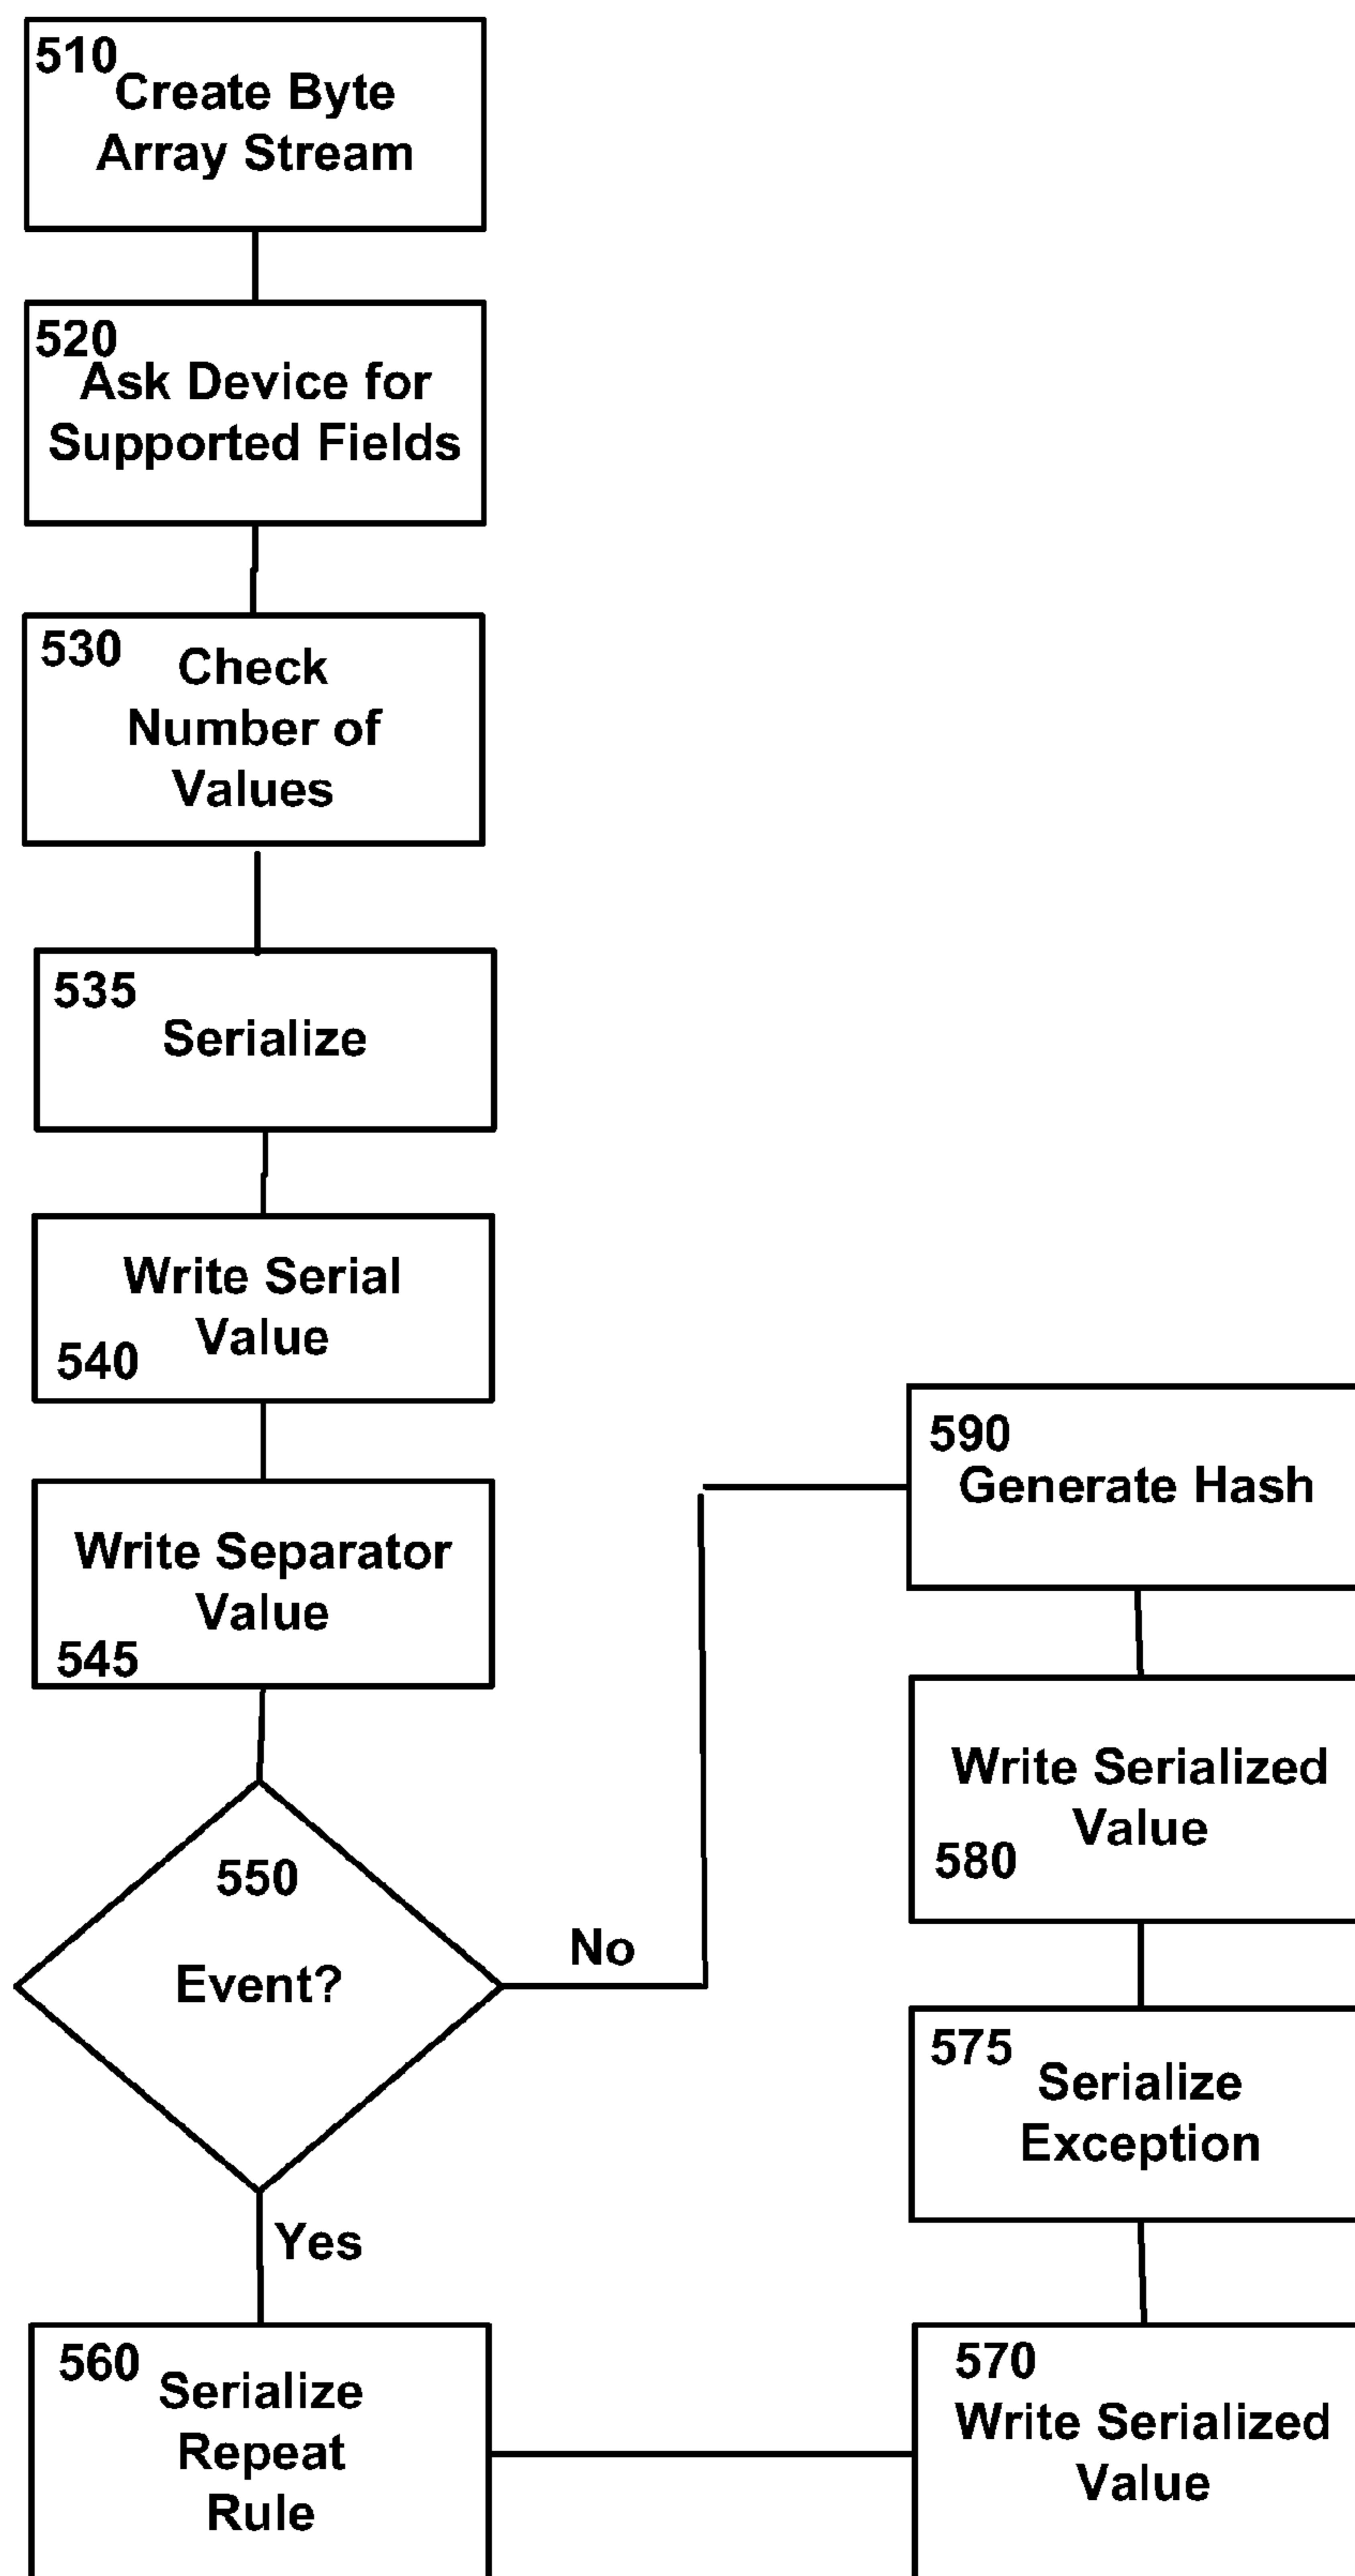 510
Create Byte
Array Stream
520
Ask Device for
Supported Fields
530
Check
Number of
Values
535
Serialize
Write Serial
Value
540
Write Separator
Value
545
550
Event?
No
Yes
560
Serialize
Repeat
Rule
590
Generate Hash
Write Serialized
Value
580
575
Serialize
Exception
570
Write Serialized
Value